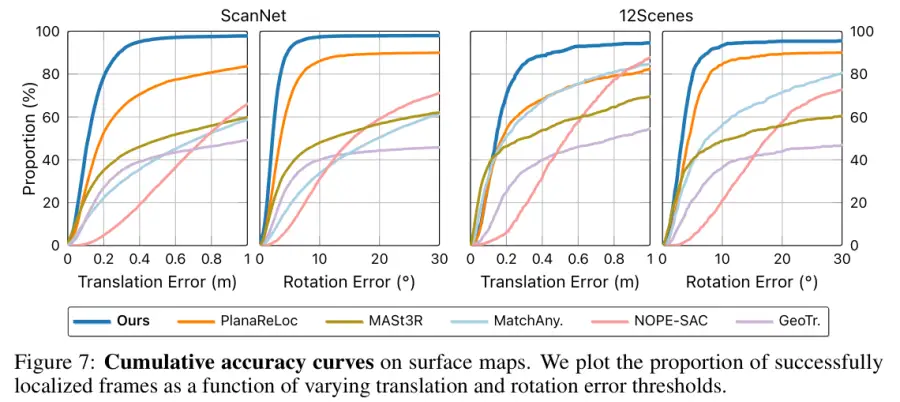 ScanNet
12Scenes
100
80
60
40
20
0
Proportion (%)
0 0.2 0.4 0.6 0.8 1
Translation Error (m)
0 10 20 30
Rotation Error (°)
0 0.2 0.4 0.6 0.8 1
Translation Error (m)
0 10 20 30
Rotation Error (°)
100
80
60
40
20
0
Ours PlanaReLoc MASt3R MatchAny. NOPE-SAC GeoTr.
Figure 7: Cumulative accuracy curves on surface maps. We plot the proportion of successfully
localized frames as a function of varying translation and rotation error thresholds.